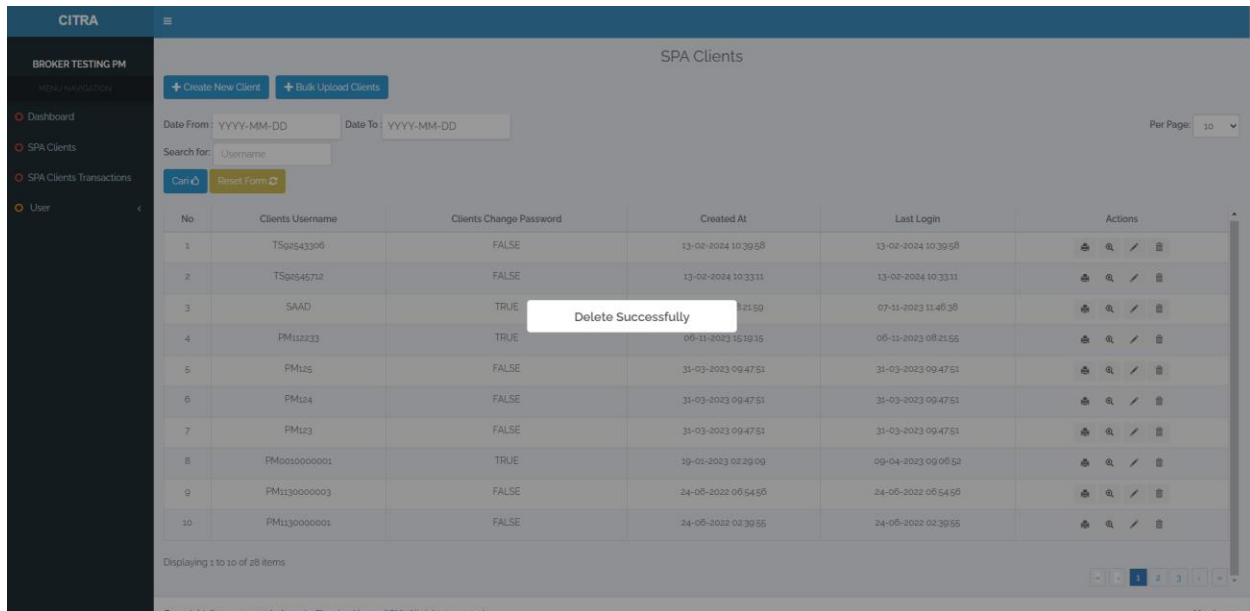 CITRA
BROKER TESTING PM
MENU NAVIGATION
Dashboard
SPA Clients
SPA Clients Transactions
User
SPA Clients
Create New Client Bulk Upload Clients
Date From : YYYY-MM-DD Date To : YYYY-MM-DD Per Page: 10
Search for: Username
Cari Reset Form
No Clients Username Clients Change Password Created At Last Login Actions
1 TS92543306 FALSE 13-02-2024 10:39:58 13-02-2024 10:39:58
2 TS92545712 FALSE 13-02-2024 10:33:11 13-02-2024 10:33:11
3 SAAD TRUE 07-11-2023 11:46:38
Delete Successfully
4 PM112233 TRUE 06-11-2023 15:19:15 06-11-2023 08:21:55
5 PM125 FALSE 31-03-2023 09:47:51 31-03-2023 09:47:51
6 PM124 FALSE 31-03-2023 09:47:51 31-03-2023 09:47:51
7 PM123 FALSE 31-03-2023 09:47:51 31-03-2023 09:47:51
8 PM0010000001 TRUE 19-01-2023 02:29:09 09-04-2023 09:06:52
9 PM1130000003 FALSE 24-06-2022 06:54:56 24-06-2022 06:54:56
10 PM1130000001 FALSE 24-06-2022 02:39:55 24-06-2022 02:39:55
Displaying 1 to 10 of 28 items
1 2 3